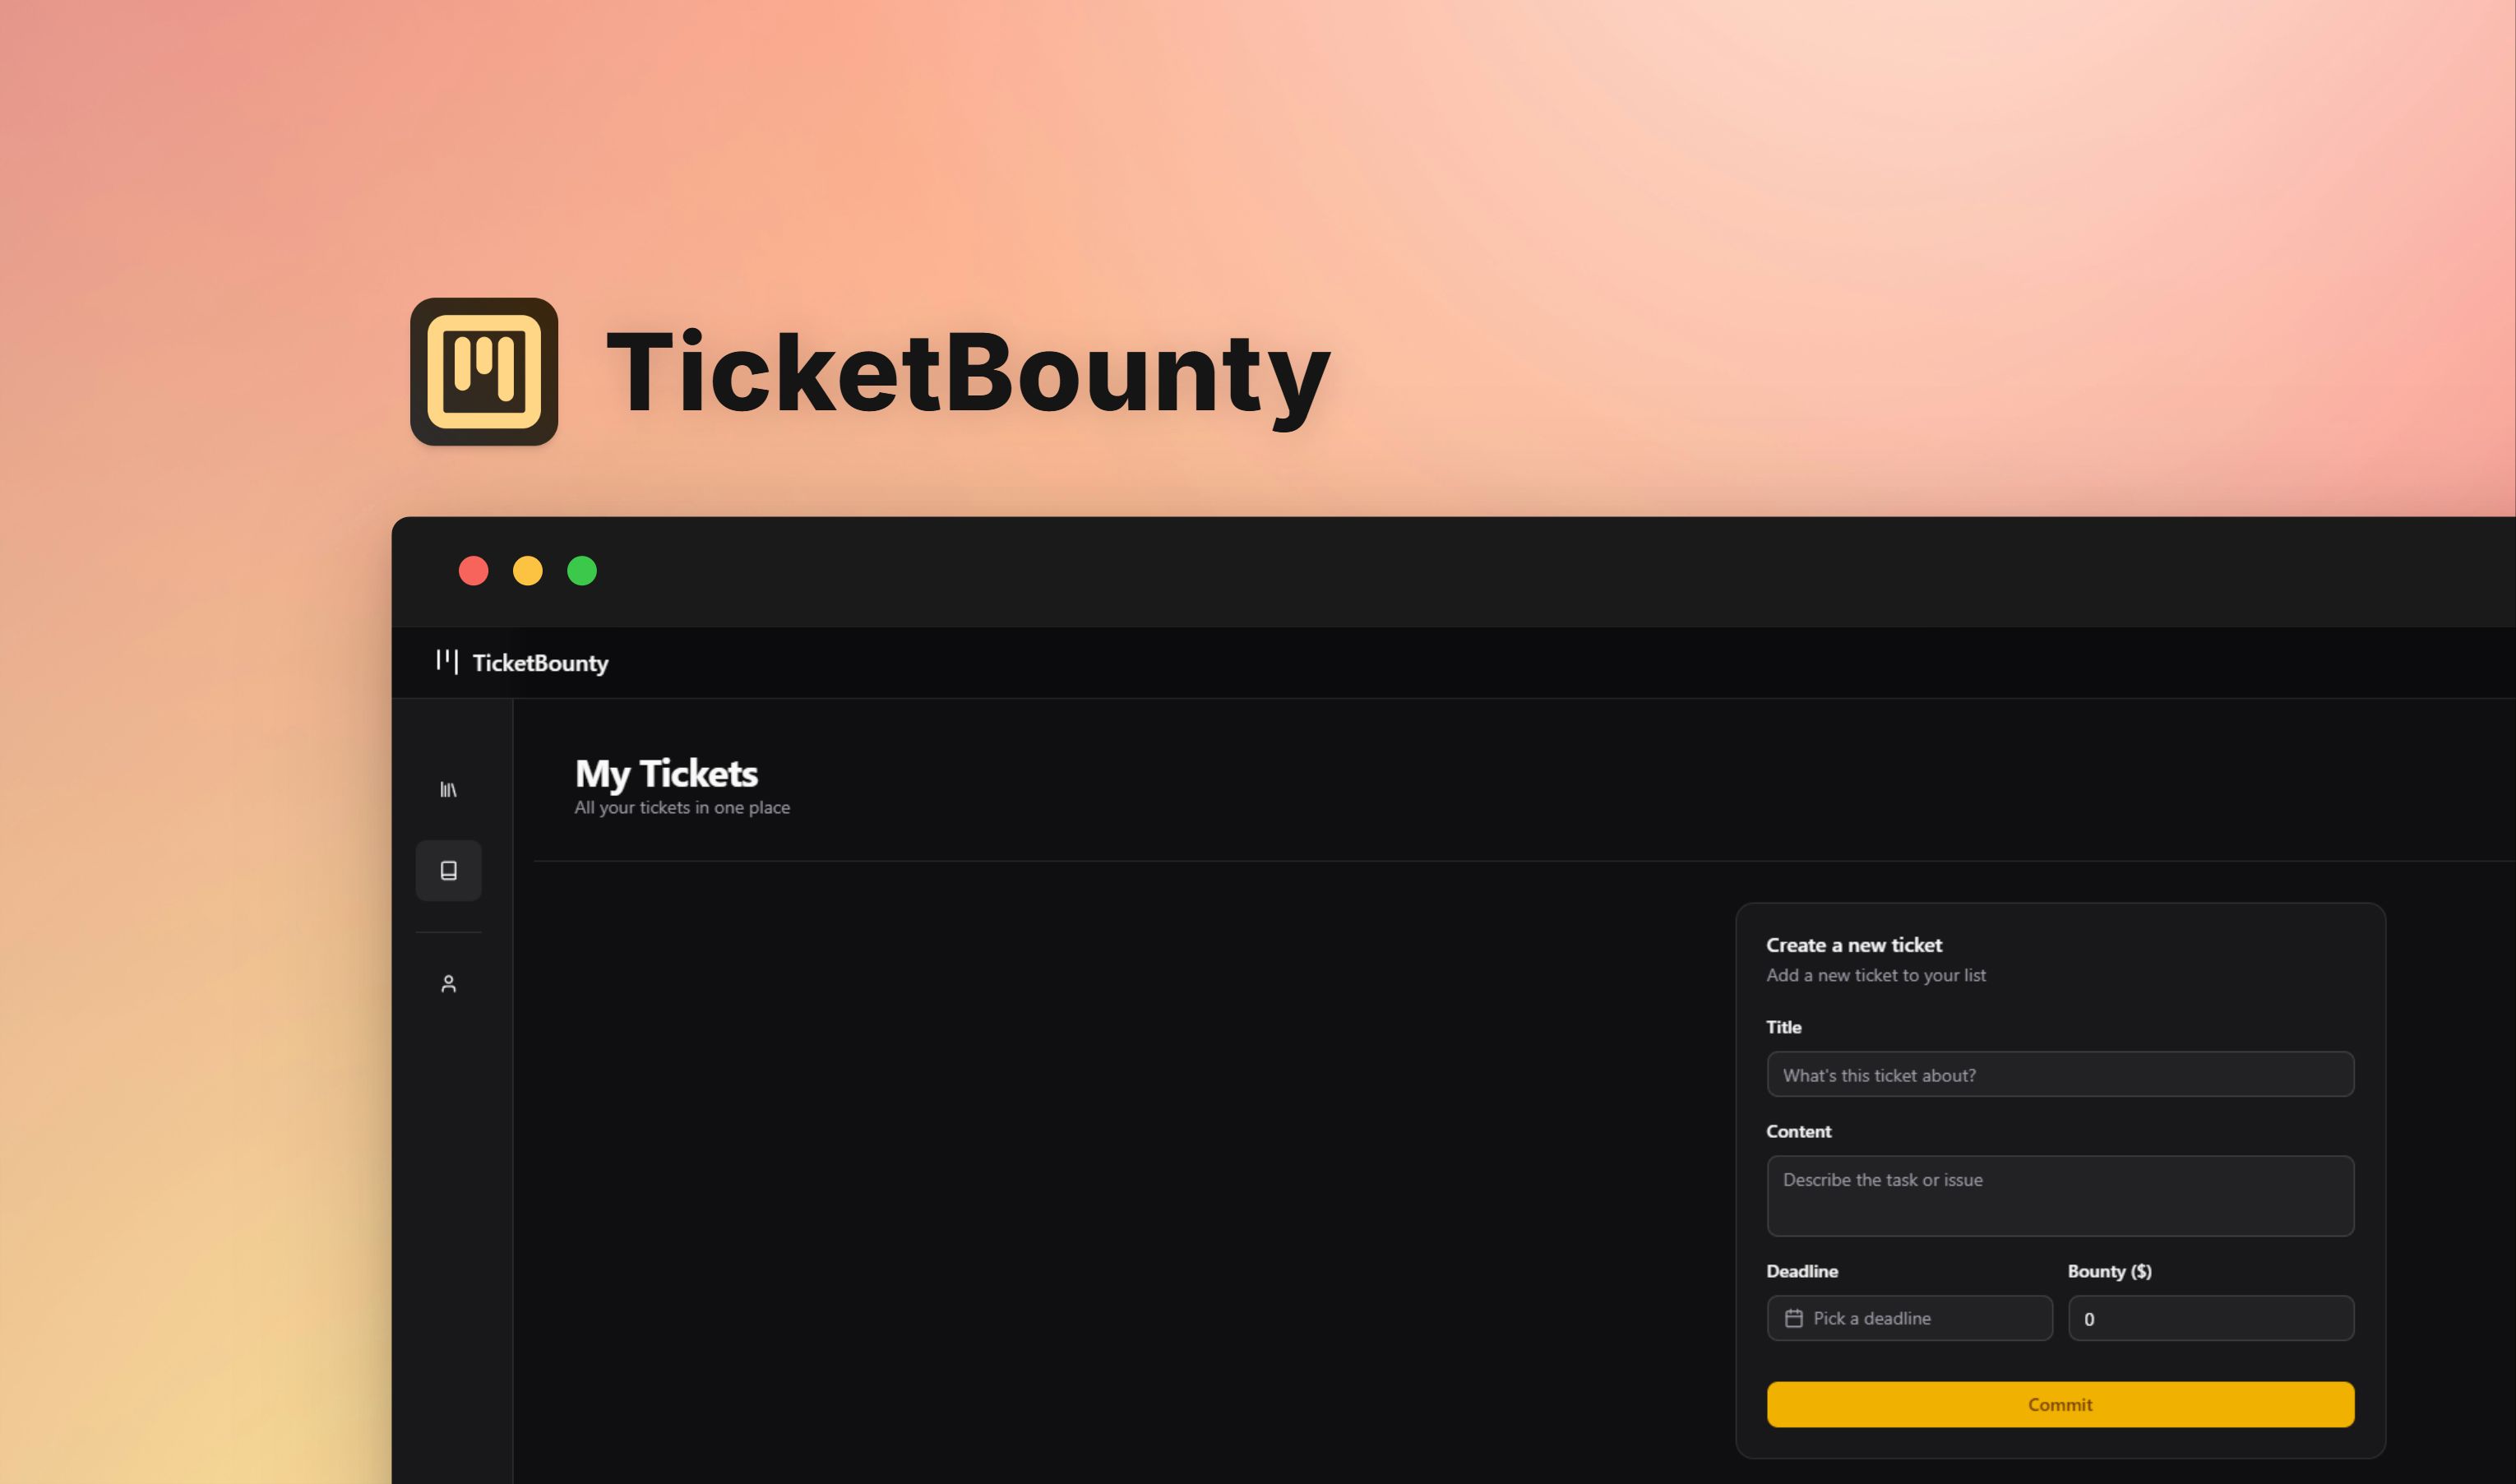 TicketBounty
TicketBounty
My Tickets
All your tickets in one place
Create a new ticket
Add a new ticket to your list
Title
What's this ticket about?
Content
Describe the task or issue
Deadline
Bounty ($)
Pick a deadline
0
Commit